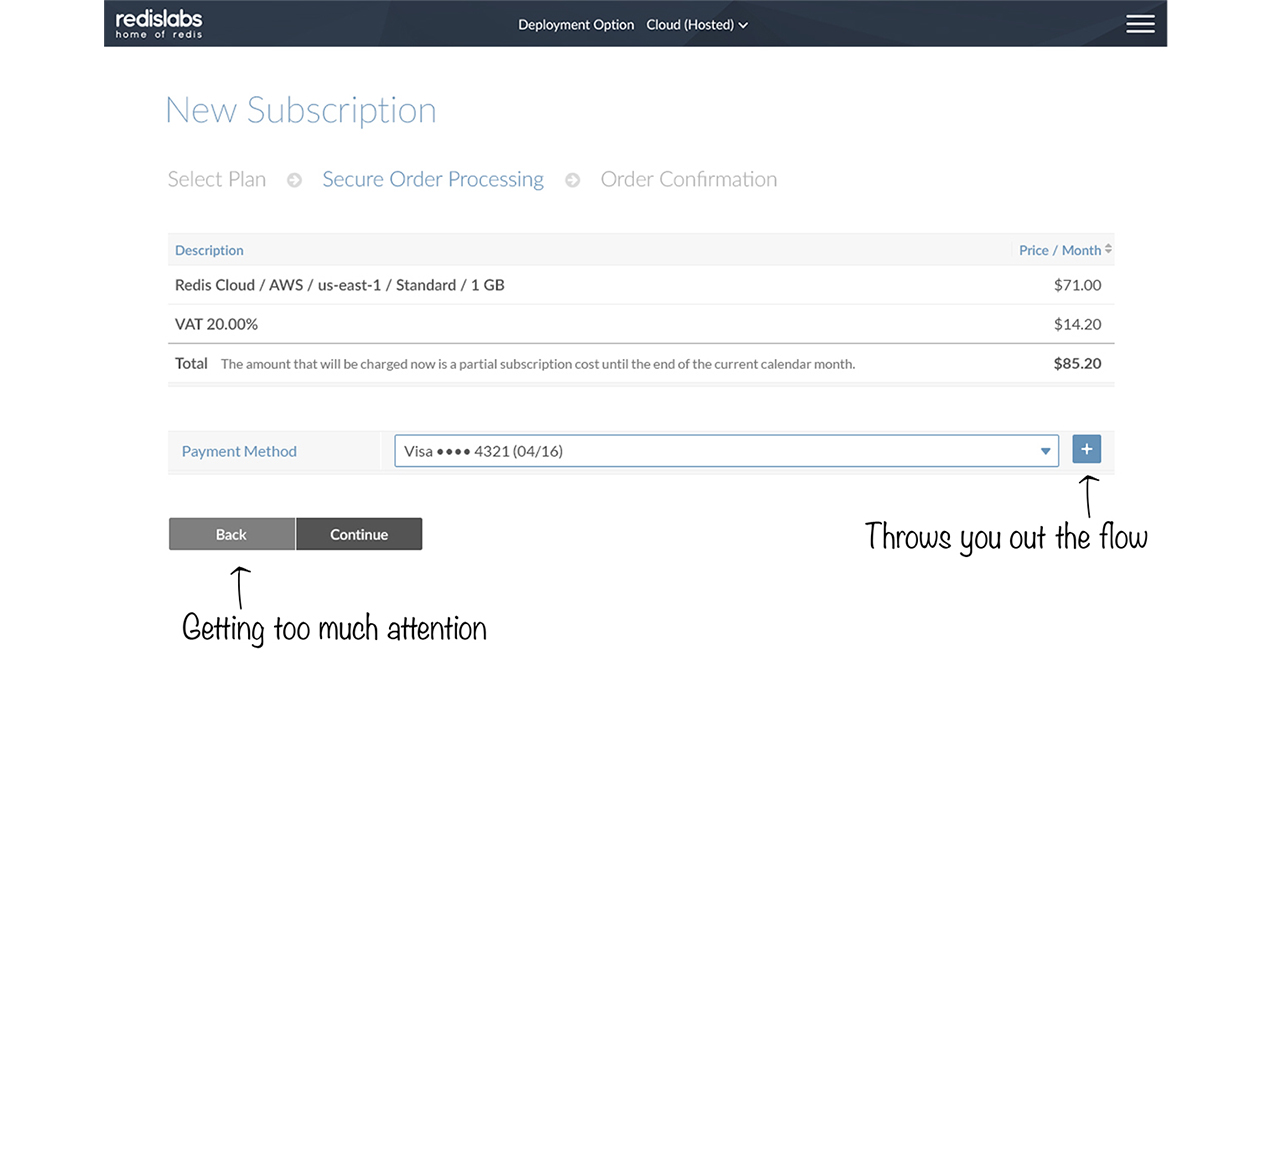 redislabs
home of redis
Deployment Option Cloud (Hosted)
New Subscription
Select Plan Secure Order Processing Order Confirmation
Description Price / Month
Redis Cloud / AWS / us-east-1 / Standard / 1 GB $71.00
VAT 20.00% $14.20
Total The amount that will be charged now is a partial subscription cost until the end of the current calendar month. $85.20
Payment Method Visa •••• 4321 (04/16) +
Back Continue
Throws you out the flow
Getting too much attention